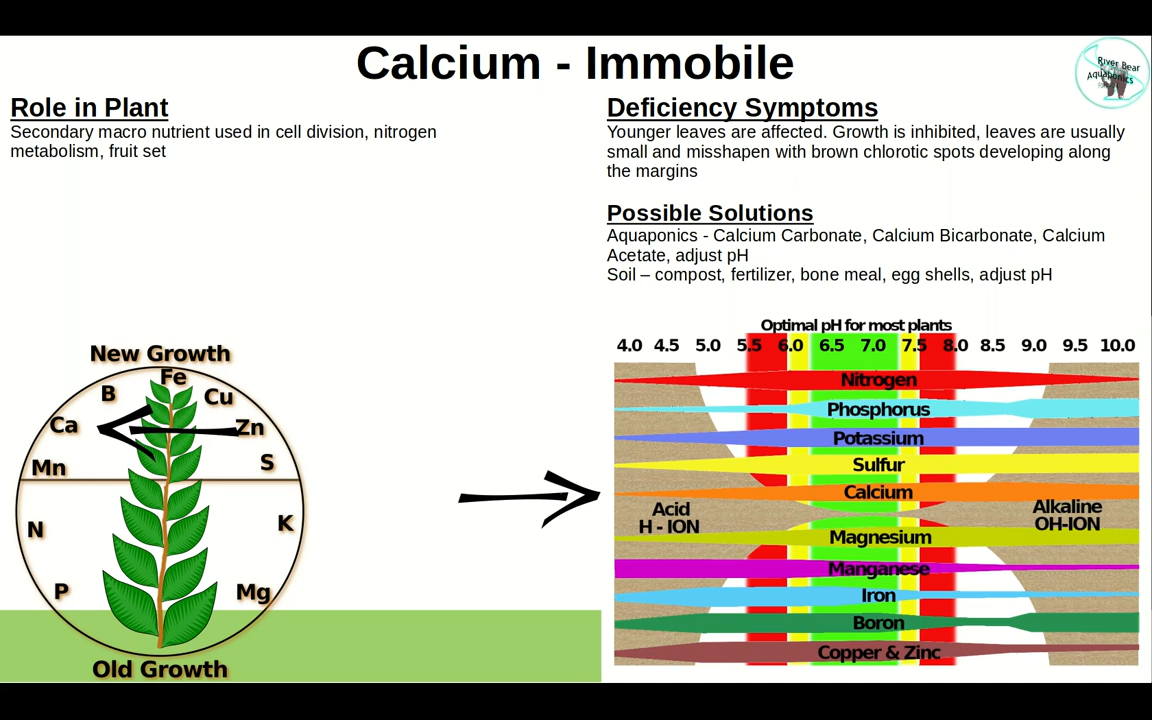 Calcium - Immobile
River Bear
Aquaponics
Role in Plant
Secondary macro nutrient used in cell division, nitrogen
metabolism, fruit set
Deficiency Symptoms
Younger leaves are affected. Growth is inhibited, leaves are usually
small and misshapen with brown chlorotic spots developing along
the margins
Possible Solutions
Aquaponics - Calcium Carbonate, Calcium Bicarbonate, Calcium
Acetate, adjust pH
Soil – compost, fertilizer, bone meal, egg shells, adjust pH
New Growth
Fe
B
Cu
Ca
Zn
Mn
S
N
K
P
Mg
Old Growth
Optimal pH for most plants
4.0 4.5 5.0 5.5 6.0 6.5 7.0 7.5 8.0 8.5 9.0 9.5 10.0
Nitrogen
Phosphorus
Potassium
Sulfur
Calcium
Acid
H - ION
Alkaline
OH-ION
Magnesium
Manganese
Iron
Boron
Copper & Zinc